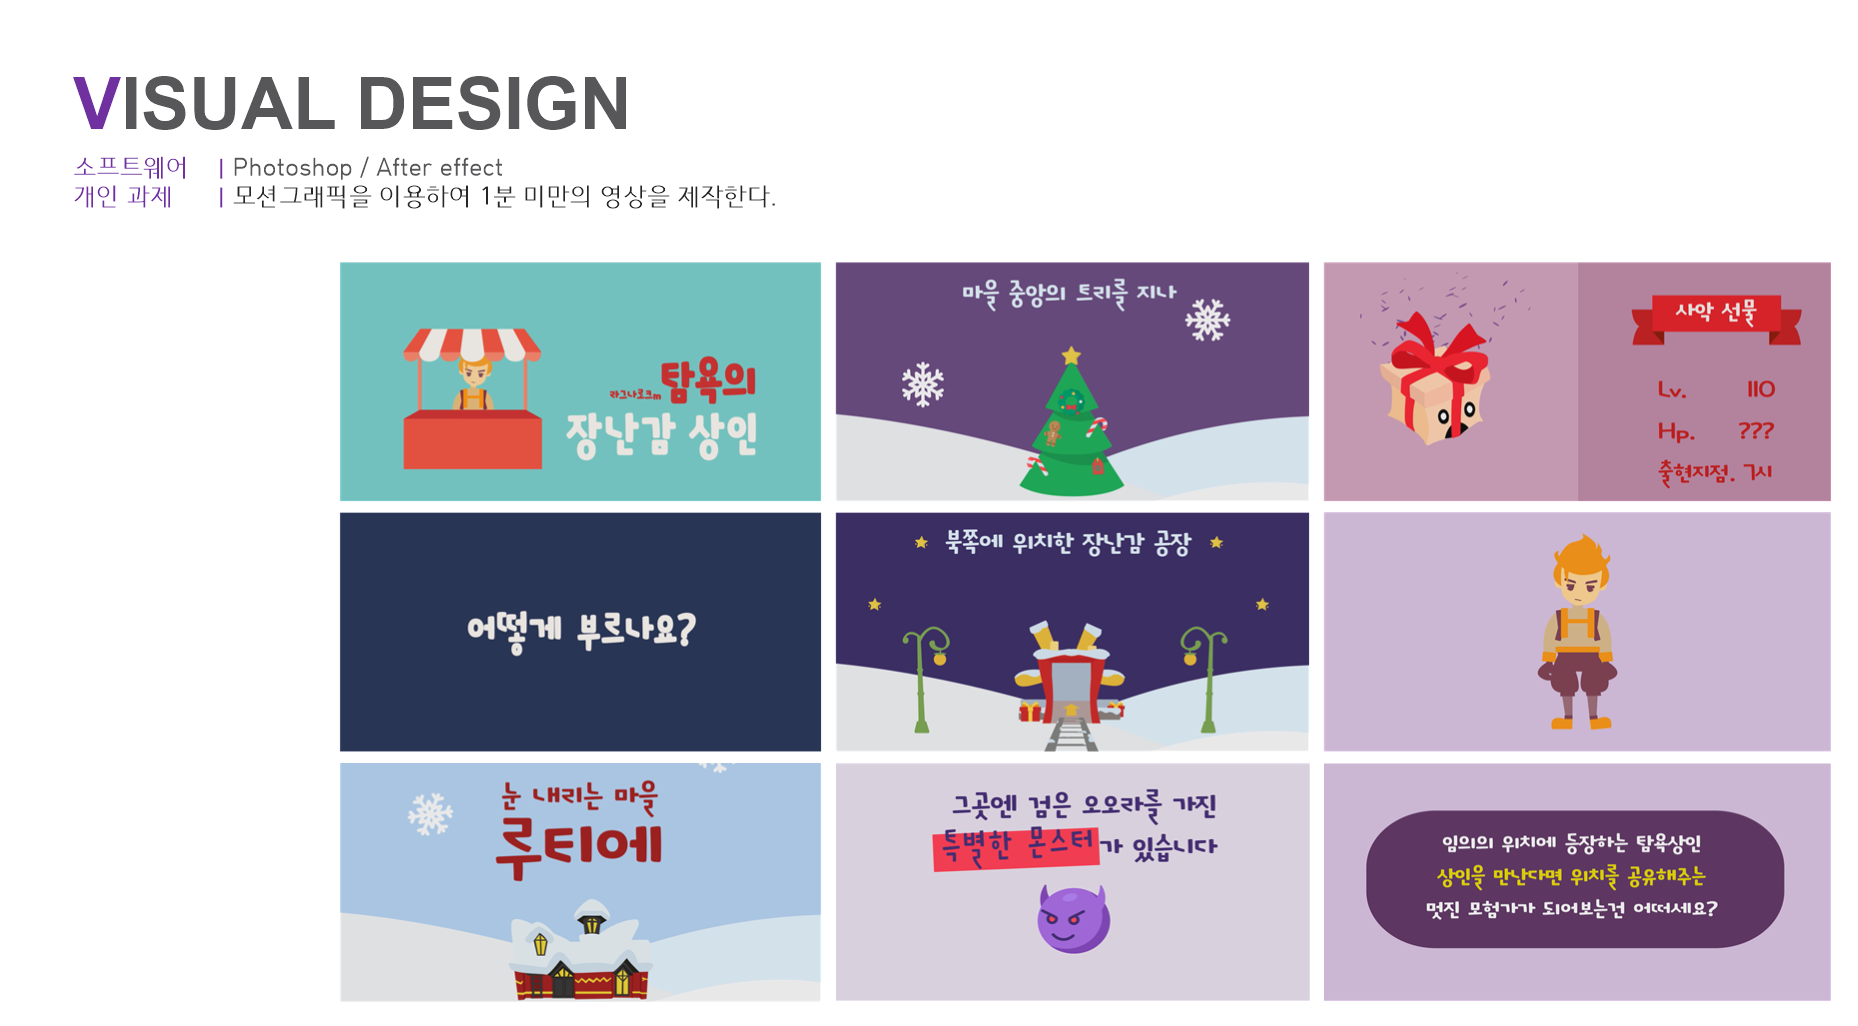 VISUAL DESIGN
소프트웨어 | Photoshop / After effect
개인 과제 | 모션그래픽을 이용하여 1분 미만의 영상을 제작한다.
라그나로크m 탐욕의
장난감 상인
어떻게 부르나요?
눈 내리는 마을
루티에
마을 중앙의 트리를 지나
북쪽에 위치한 장난감 공장
그곳엔 검은 오오라를 가진
특별한 몬스터가 있습니다
사악 선물
Lv. 110
Hp. ???
출현지점. 7시
임의의 위치에 등장하는 탐욕상인
상인을 만난다면 위치를 공유해주는
멋진 모험가가 되어보는건 어떠세요?